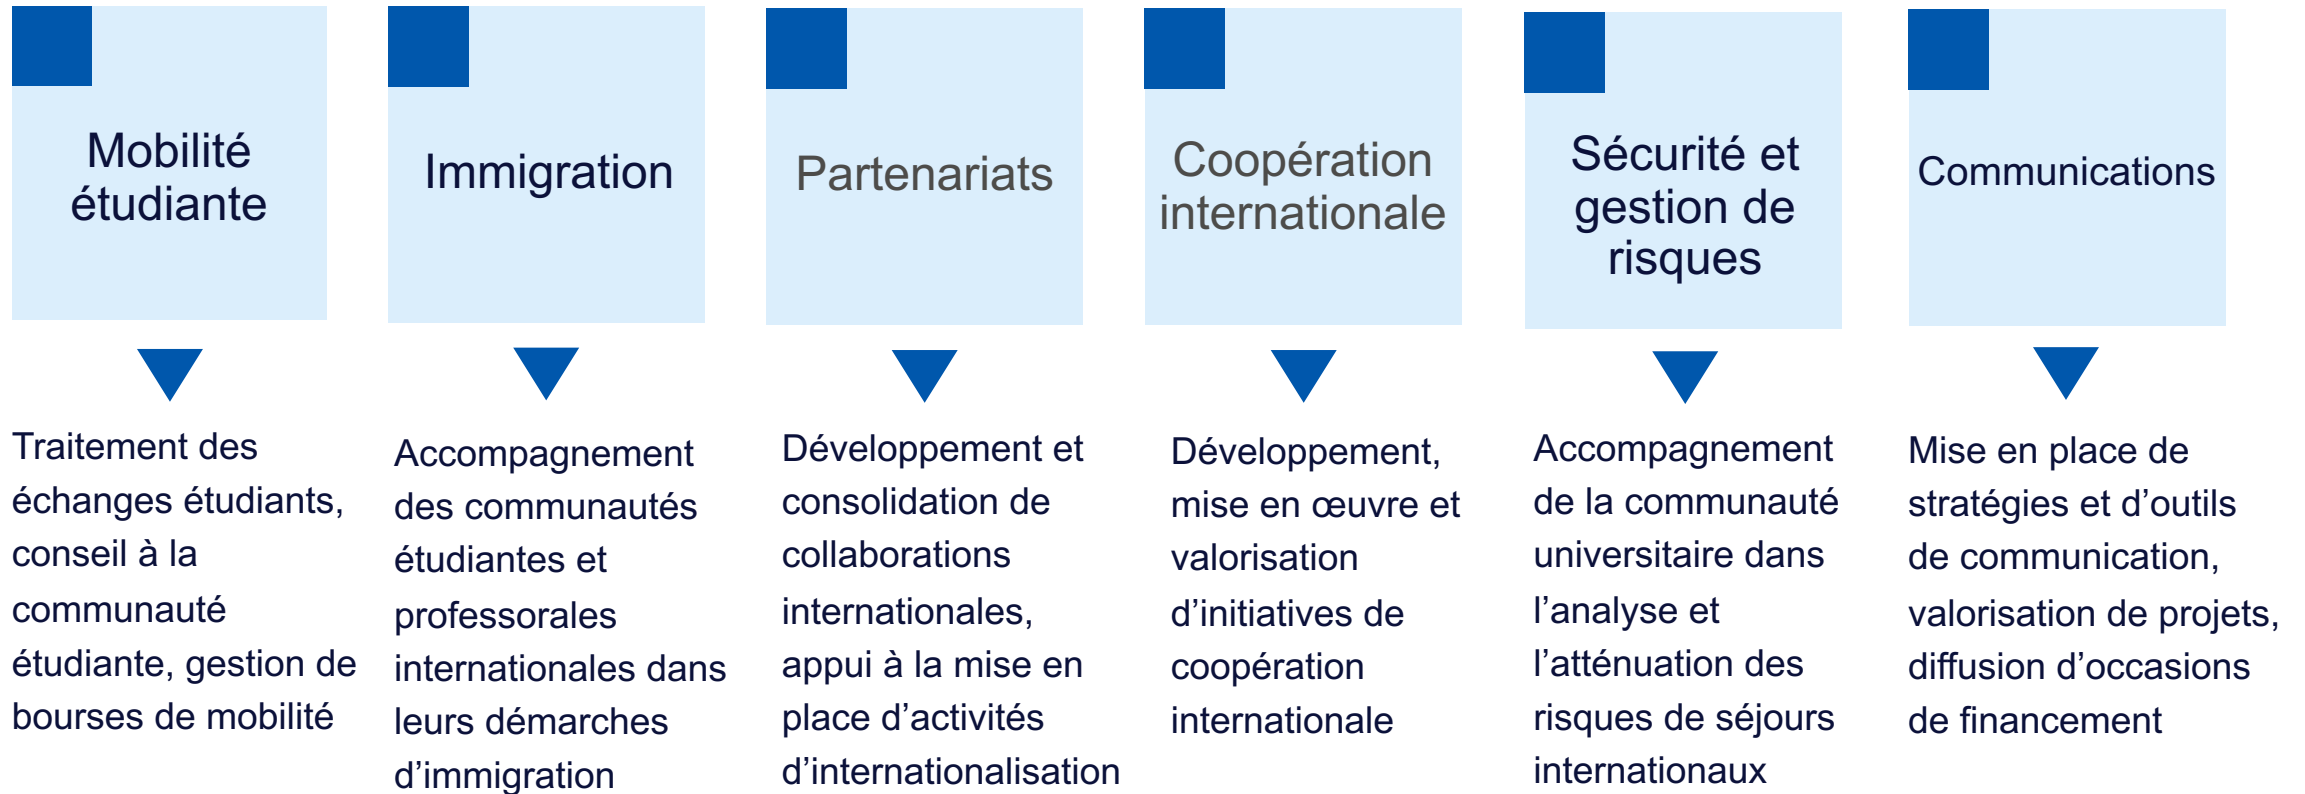 Mobilité
étudiante
Immigration
Partenariats
Coopération
internationale
Sécurité et
gestion de
risques
Communications
Traitement des
échanges étudiants,
conseil à la
communauté
étudiante, gestion de
bourses de mobilité
Accompagnement
des communautés
étudiantes et
professorales
internationales dans
leurs démarches
d’immigration
Développement et
consolidation de
collaborations
internationales,
appui à la mise en
place d’activités
d’internationalisation
Développement,
mise en œuvre et
valorisation
d’initiatives de
coopération
internationale
Accompagnement
de la communauté
universitaire dans
l’analyse et
l’atténuation des
risques de séjours
internationaux
Mise en place de
stratégies et d’outils
de communication,
valorisation de projets,
diffusion d’occasions
de financement